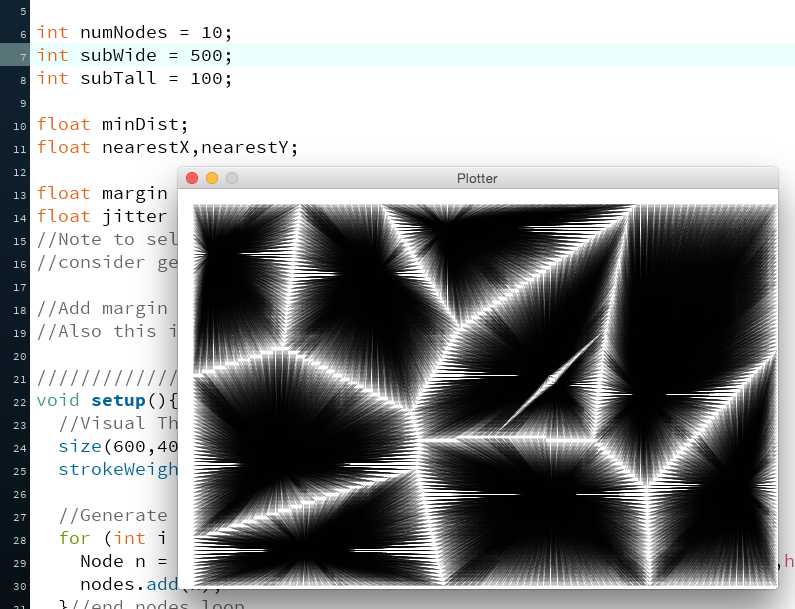 5
6 int numNodes = 10;
7 int subWide = 500;
8 int subTall = 100;
9
10 float minDist;
11 float nearestX,nearestY;
12
Plotter
13 float margin
14 float jitter
15 //Note to sel
16 //consider ge
17
18 //Add margin
19 //Also this i
20
21 /////////////
22 void setup(){
23 //Visual Th
24 size(600,40
25 strokeWeigh
26
27 //Generate
28 for (int i
29 Node n = ,h
30 nodes.add(
31 }//end nodes loop